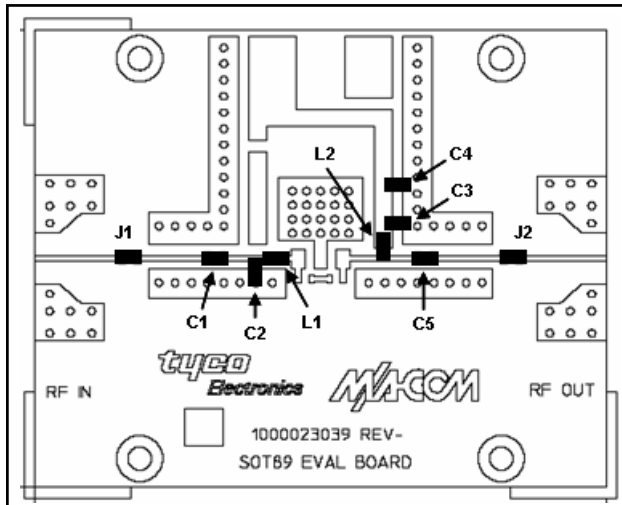 L2
C4
C3
J1
J2
C1
C2
L1
C5
tyco
Electronics
M/A-COM
RF IN
RF OUT
1000023039 REV-
SOT89 EVAL BOARD